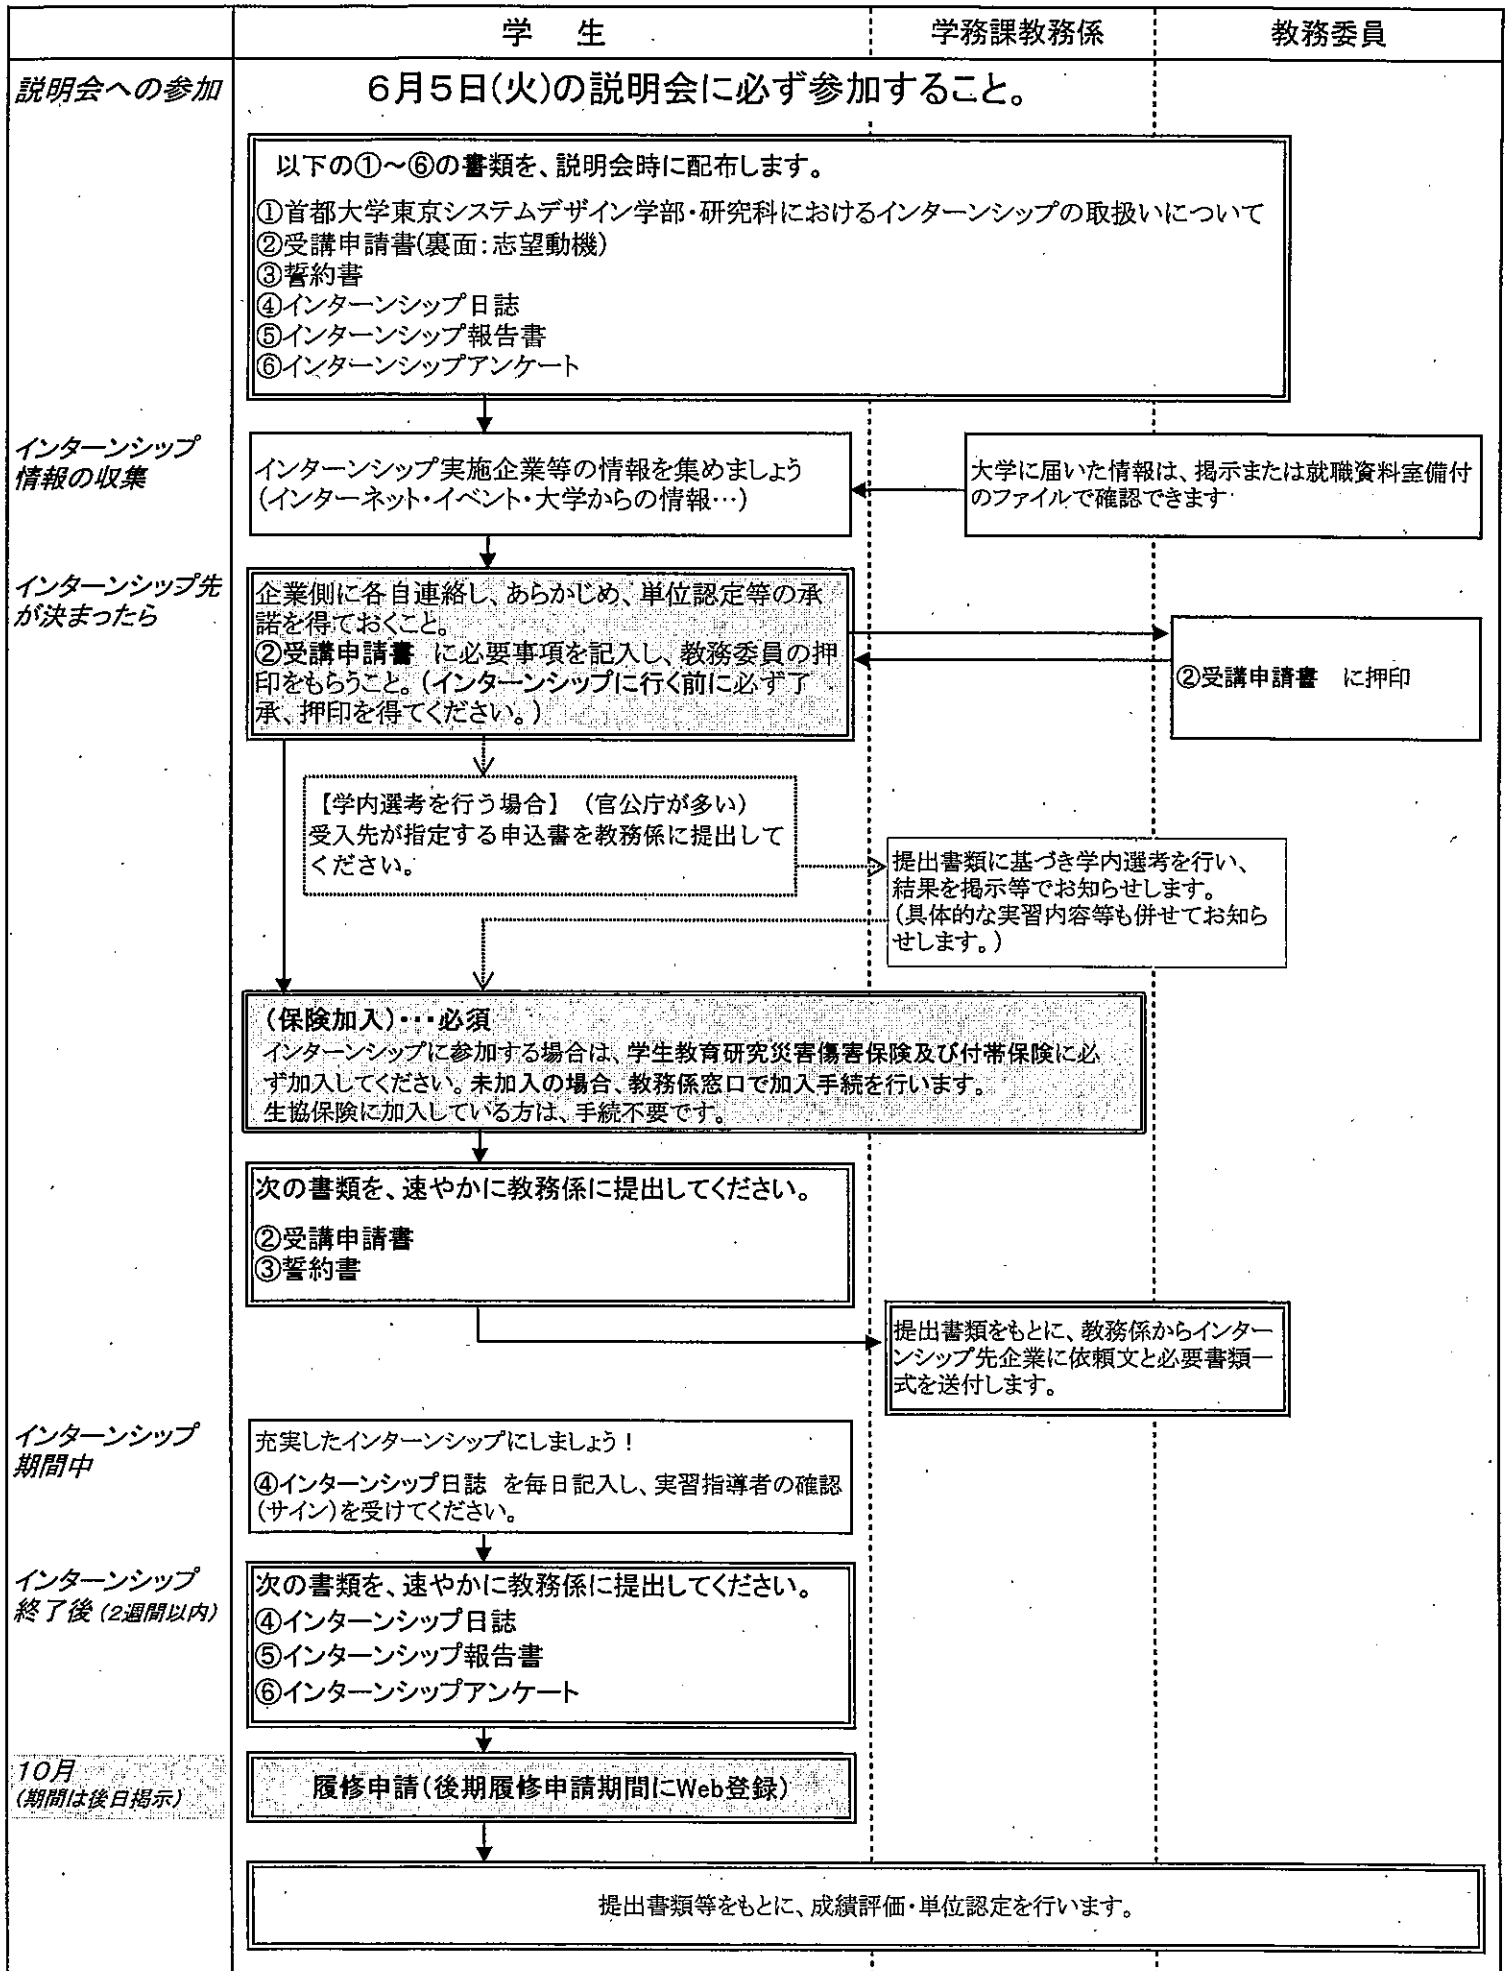 学 生
学務課教務係
教務委員
説明会への参加
6月5日(火)の説明会に必ず参加すること。
以下の①～⑥の書類を、説明会時に配布します。
①首都大学東京システムデザイン学部・研究科におけるインターンシップの取扱いについて
②受講申請書(裏面:志望動機)
③誓約書
④インターンシップ日誌
⑤インターンシップ報告書
⑥インターンシップアンケート
インターンシップ
情報の収集
インターンシップ実施企業等の情報を集めましょう
(インターネット・イベント・大学からの情報…)
大学に届いた情報は、掲示または就職資料室備付
のファイルで確認できます
インターンシップ先
が決まったら
企業側に各自連絡し、あらかじめ、単位認定等の承
諾を得ておくこと。
②受講申請書 に必要事項を記入し、教務委員の押
印をもらうこと。(インターンシップに行く前に必ず了
承、押印を得てください。)
②受講申請書 に押印
【学内選考を行う場合】(官公庁が多い)
受入先が指定する申込書を教務係に提出して
ください。
提出書類に基づき学内選考を行い、
結果を掲示等でお知らせします。
(具体的な実習内容等も併せてお知ら
せします。)
(保険加入)・・・必須
インターンシップに参加する場合は、学生教育研究災害傷害保険及び付帯保険に必
ず加入してください。未加入の場合、教務係窓口で加入手続を行います。
生協保険に加入している方は、手続不要です。
次の書類を、速やかに教務係に提出してください。
②受講申請書
③誓約書
提出書類をもとに、教務係からインター
ンシップ先企業に依頼文と必要書類一
式を送付します。
インターンシップ
期間中
充実したインターンシップにしましょう!
④インターンシップ日誌 を毎日記入し、実習指導者の確認
(サイン)を受けてください。
インターンシップ
終了後(2週間以内)
次の書類を、速やかに教務係に提出してください。
④インターンシップ日誌
⑤インターンシップ報告書
⑥インターンシップアンケート
10月
(期間は後日掲示)
履修申請(後期履修申請期間にWeb登録)
提出書類等をもとに、成績評価・単位認定を行います。